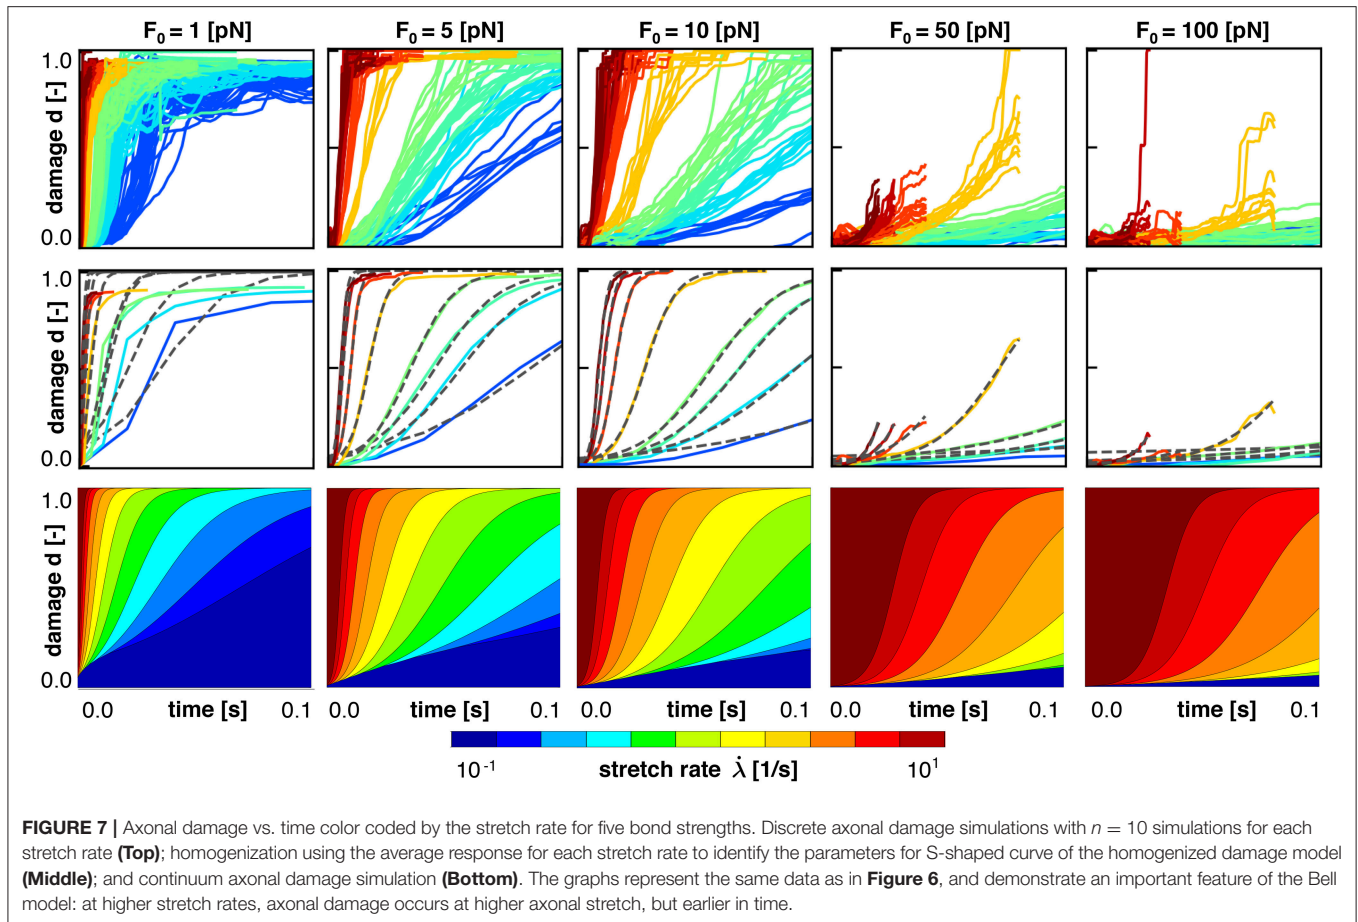 F₀ = 1 [pN] F₀ = 5 [pN] F₀ = 10 [pN] F₀ = 50 [pN] F₀ = 100 [pN]
1.0
damage d [-]
0.0
1.0
damage d [-]
0.0
1.0
damage d [-]
0.0
0.0 time [s] 0.1 0.0 time [s] 0.1 0.0 time [s] 0.1 0.0 time [s] 0.1 0.0 time [s] 0.1
10⁻¹ stretch rate λ̇ [1/s] 10¹
FIGURE 7 | Axonal damage vs. time color coded by the stretch rate for five bond strengths. Discrete axonal damage simulations with n = 10 simulations for each
stretch rate (Top); homogenization using the average response for each stretch rate to identify the parameters for S-shaped curve of the homogenized damage model
(Middle); and continuum axonal damage simulation (Bottom). The graphs represent the same data as in Figure 6, and demonstrate an important feature of the Bell
model: at higher stretch rates, axonal damage occurs at higher axonal stretch, but earlier in time.